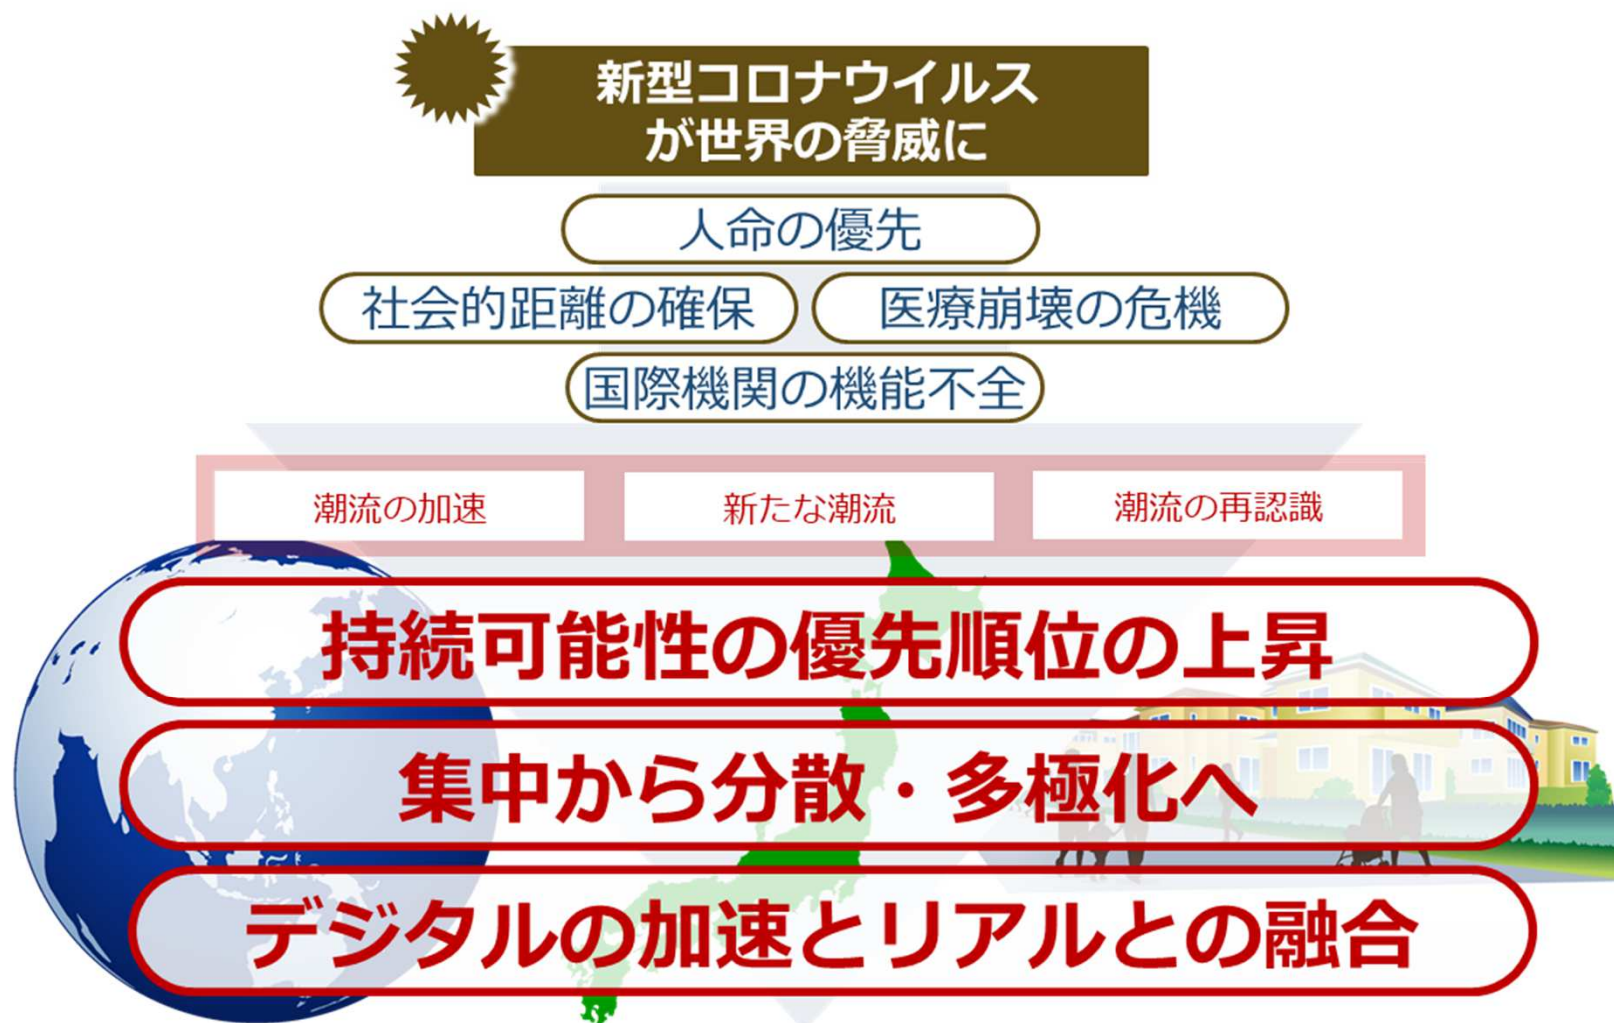 新型コロナウイルス
が世界の脅威に
人命の優先
社会的距離の確保
医療崩壊の危機
国際機関の機能不全
潮流の加速
新たな潮流
潮流の再認識
持続可能性の優先順位の上昇
集中から分散・多極化へ
デジタルの加速とリアルとの融合